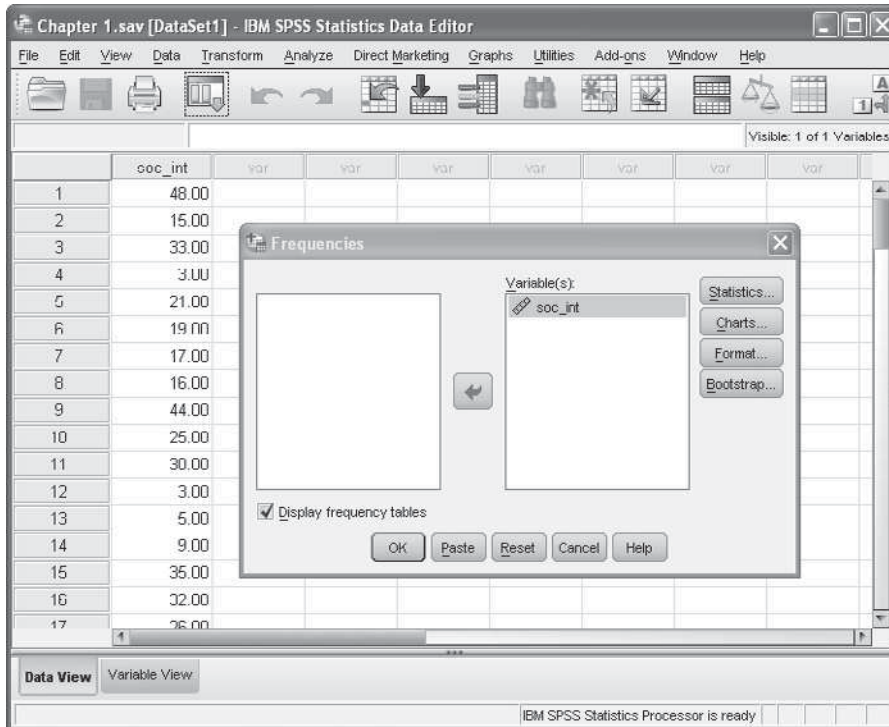 Chapter 1.sav [DataSet1] - IBM SPSS Statistics Data Editor
File Edit View Data Transform Analyze Direct Marketing Graphs Utilities Add-ons Window Help
Visible: 1 of 1 Variables
soc_int var var var var var var var
1 48.00
2 15.00
3 33.00
4 3.00
5 21.00
6 19.00
7 17.00
8 16.00
9 44.00
10 25.00
11 30.00
12 3.00
13 5.00
14 9.00
15 35.00
16 32.00
17 26.00
Frequencies
Variable(s):
soc_int
Statistics...
Charts...
Format...
Bootstrap...
Display frequency tables
OK Paste Reset Cancel Help
Data View Variable View
IBM SPSS Statistics Processor is ready